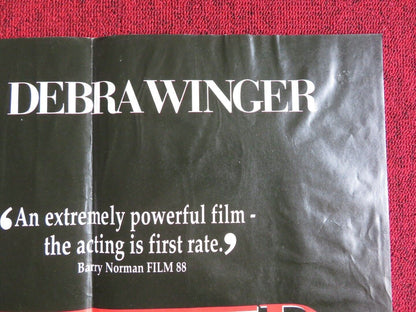 DEBRA WINGER
‘An extremely powerful film -
the acting is first rate.’
Barry Norman FILM 88